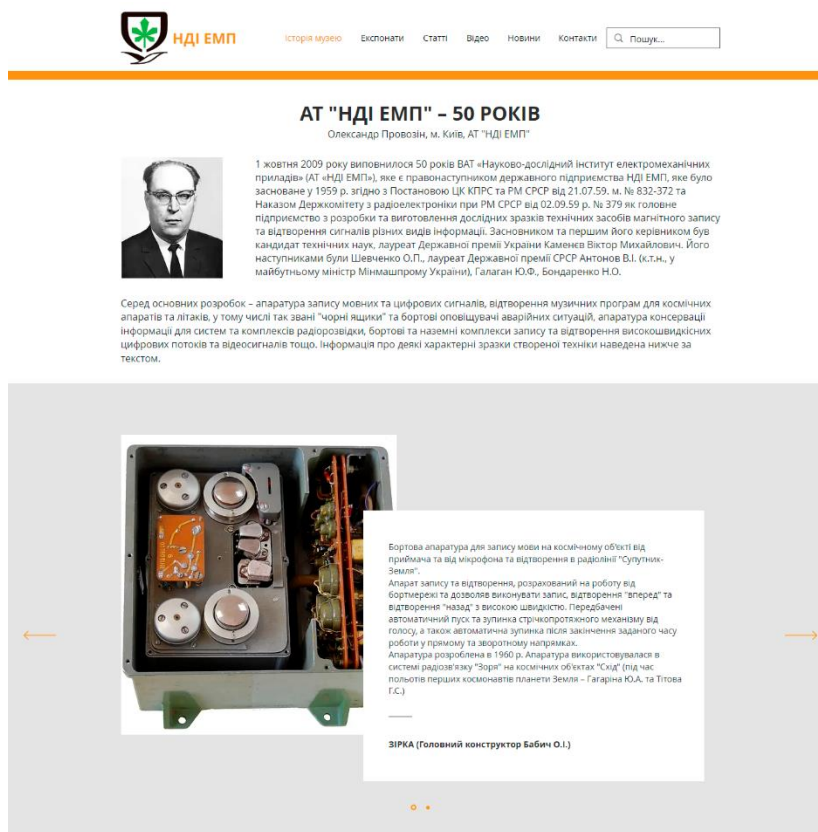 НДІ ЕМП
Історія музею Експонати Статті Відео Новини Контакти Пошук...
АТ "НДІ ЕМП" – 50 РОКІВ
Олександр Провозін, м. Київ, АТ "НДІ ЕМП"
1 жовтня 2009 року виповнилося 50 років ВАТ «Науково-дослідний інститут електромеханічних
приладів» (АТ «НДІ ЕМП»), яке є правонаступником державного підприємства НДІ ЕМП, яке було
засноване у 1959 р. згідно з Постановою ЦК КПРС та РМ СРСР від 21.07.59. м. № 832-372 та
Наказом Держкомітету з радіоелектроніки при РМ СРСР від 02.09.59 р. № 379 як головне
підприємство з розробки та виготовлення дослідних зразків технічних засобів магнітного запису
та відтворення сигналів різних видів інформації. Засновником та першим його керівником був
кандидат технічних наук, лауреат Державної премії України Каменєв Віктор Михайлович. Його
наступниками були Шевченко О.П., лауреат Державної премії СРСР Антонов В.І. (к.т.н., у
майбутньому міністр Мінмашпрому України), Галаган Ю.Ф., Бондаренко Н.О.
Серед основних розробок – апаратура запису мовних та цифрових сигналів, відтворення музичних програм для космічних
апаратів та літаків, у тому числі так звані "чорні ящики" та бортові оповіщувачі аварійних ситуацій, апаратура консервації
інформації для систем та комплексів радіорозвідки, бортові та наземні комплекси запису та відтворення високошвидкісних
цифрових потоків та відеосигналів тощо. Інформація про деякі характерні зразки створеної техніки наведена нижче за
текстом.
Бортова апаратура для запису мови на космічному об'єкті від
приймача та від мікрофона та відтворення в радіолінії "Супутник-
Земля".
Апарат запису та відтворення, розрахований на роботу від
бортмережі та дозволяв виконувати запис, відтворення "вперед" та
відтворення "назад" з високою швидкістю. Передбачені
автоматичний пуск та зупинка стрічкопротяжного механізму від
голосу, а також автоматична зупинка після закінчення заданого часу
роботи у прямому та зворотному напрямках.
Апаратура розроблена в 1960 р. Апаратура використовувалася в
системі радіозв'язку "Зоря" на космічних об'єктах "Схід" (під час
польотів перших космонавтів планети Земля – Гагаріна Ю.А. та Тітова
Г.С.)
ЗІРКА (Головний конструктор Бабич О.І.)